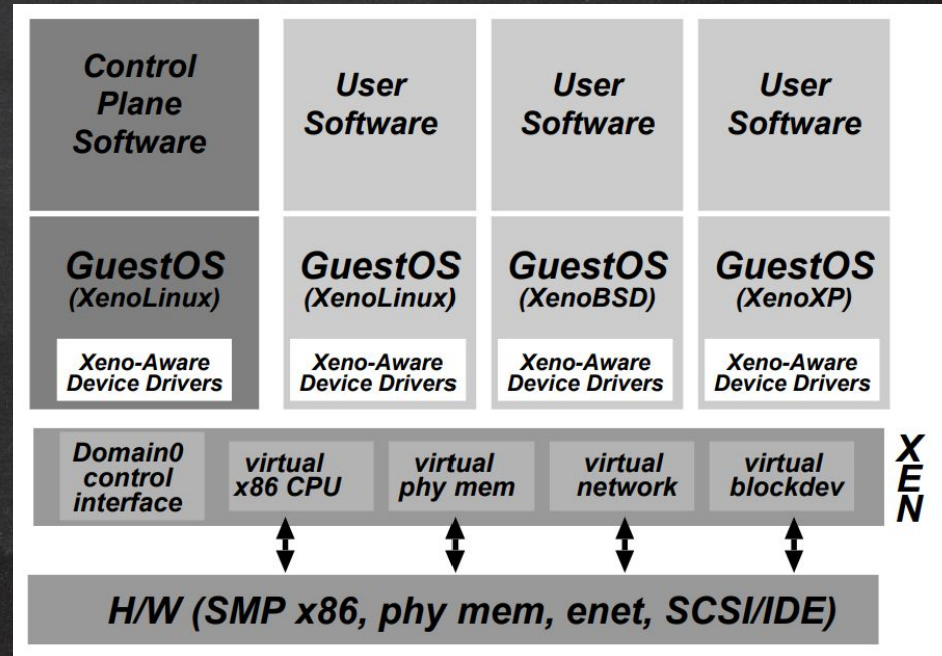 Control
Plane
Software
User
Software
User
Software
User
Software
GuestOS
(XenoLinux)
Xeno-Aware
Device Drivers
GuestOS
(XenoLinux)
Xeno-Aware
Device Drivers
GuestOS
(XenoBSD)
Xeno-Aware
Device Drivers
GuestOS
(XenoXP)
Xeno-Aware
Device Drivers
Domain0
control
interface
virtual
x86 CPU
virtual
phy mem
virtual
network
virtual
blockdev
XEN
H/W (SMP x86, phy mem, enet, SCSI/IDE)